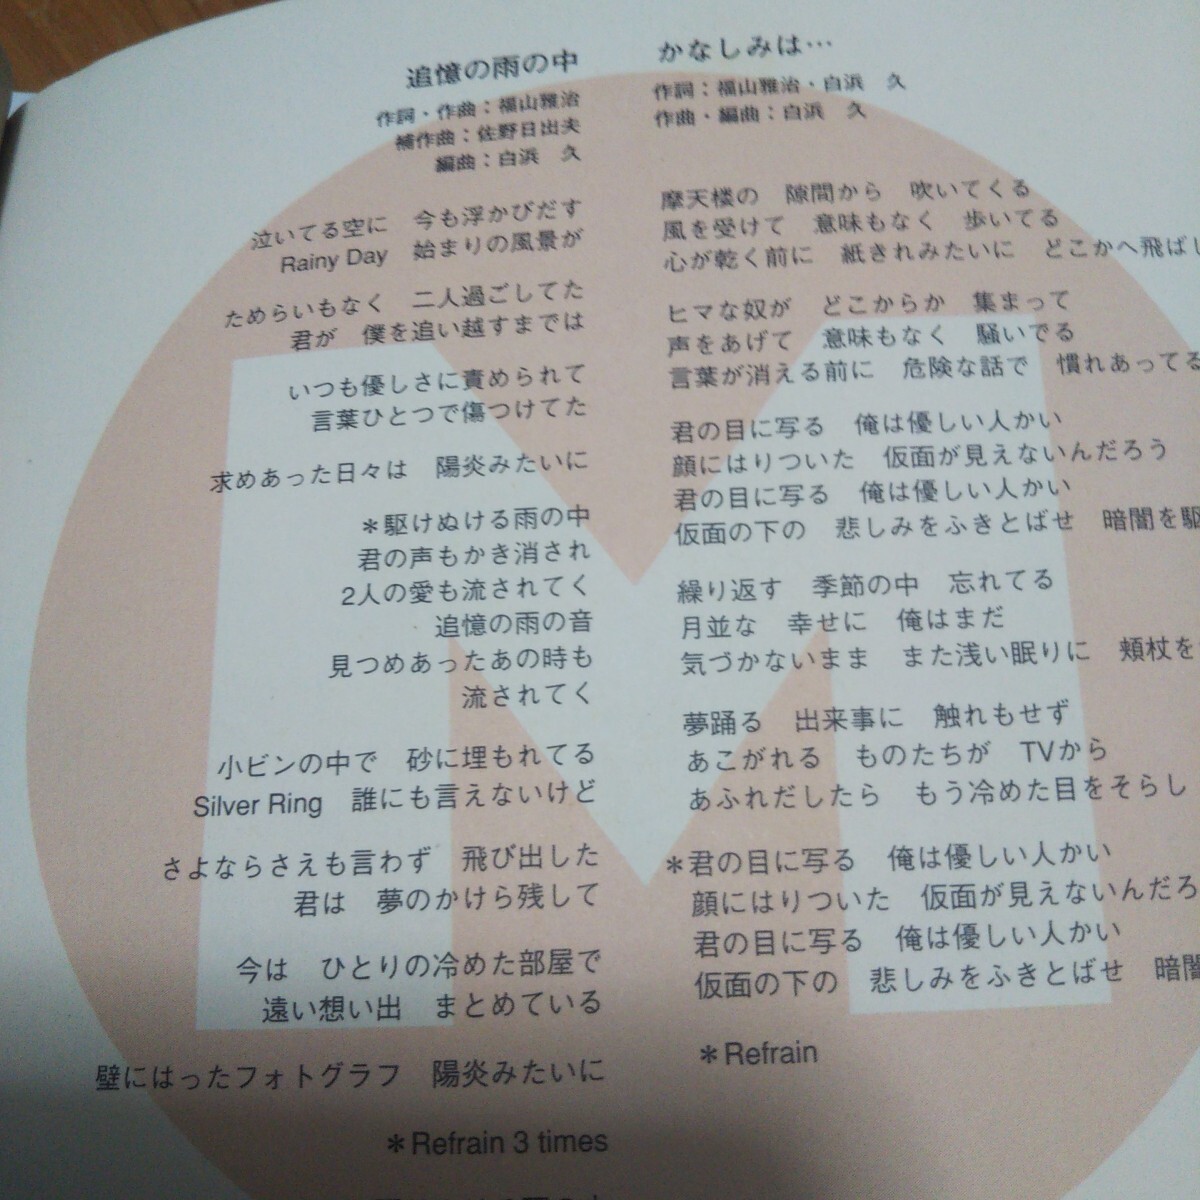 追憶の雨の中
作詞・作曲：福山雅治
補作曲：佐野日出夫
編曲：白浜　久
泣いてる空に　今も浮かびだす
Rainy Day　始まりの風景が
ためらいもなく　二人過ごしてた
君が　僕を追い越すまでは
いつも優しさに責められて
言葉ひとつで傷つけてた
求めあった日々は　陽炎みたいに
＊駆けぬける雨の中
君の声もかき消され
2人の愛も流されてく
追憶の雨の音
見つめあったあの時も
流されてく
小ビンの中で　砂に埋もれてる
Silver Ring　誰にも言えないけど
さよならさえも言わず　飛び出した
君は　夢のかけら残して
今は　ひとりの冷めた部屋で
遠い想い出　まとめている
壁にはったフォトグラフ　陽炎みたいに
＊Refrain 3 times
かなしみは…
作詞：福山雅治・白浜　久
作曲・編曲：白浜　久
摩天楼の　隙間から　吹いてくる
風を受けて　意味もなく　歩いてる
心が乾く前に　紙きれみたいに　どこかへ飛ばし
ヒマな奴が　どこからか　集まって
声をあげて　意味もなく　騒いでる
言葉が消える前に　危険な話で　慣れあってる
君の目に写る　俺は優しい人かい
顔にはりついた　仮面が見えないんだろう
君の目に写る　俺は優しい人かい
仮面の下の　悲しみをふきとばせ　暗闇を駆
繰り返す　季節の中　忘れてる
月並な　幸せに　俺はまだ
気づかないまま　また浅い眠りに　頬杖を
夢踊る　出来事に　触れもせず
あこがれる　ものたちが　TVから
あふれだしたら　もう冷めた目をそらし
＊君の目に写る　俺は優しい人かい
顔にはりついた　仮面が見えないんだろ
君の目に写る　俺は優しい人かい
仮面の下の　悲しみをふきとばせ　暗闇
＊Refrain